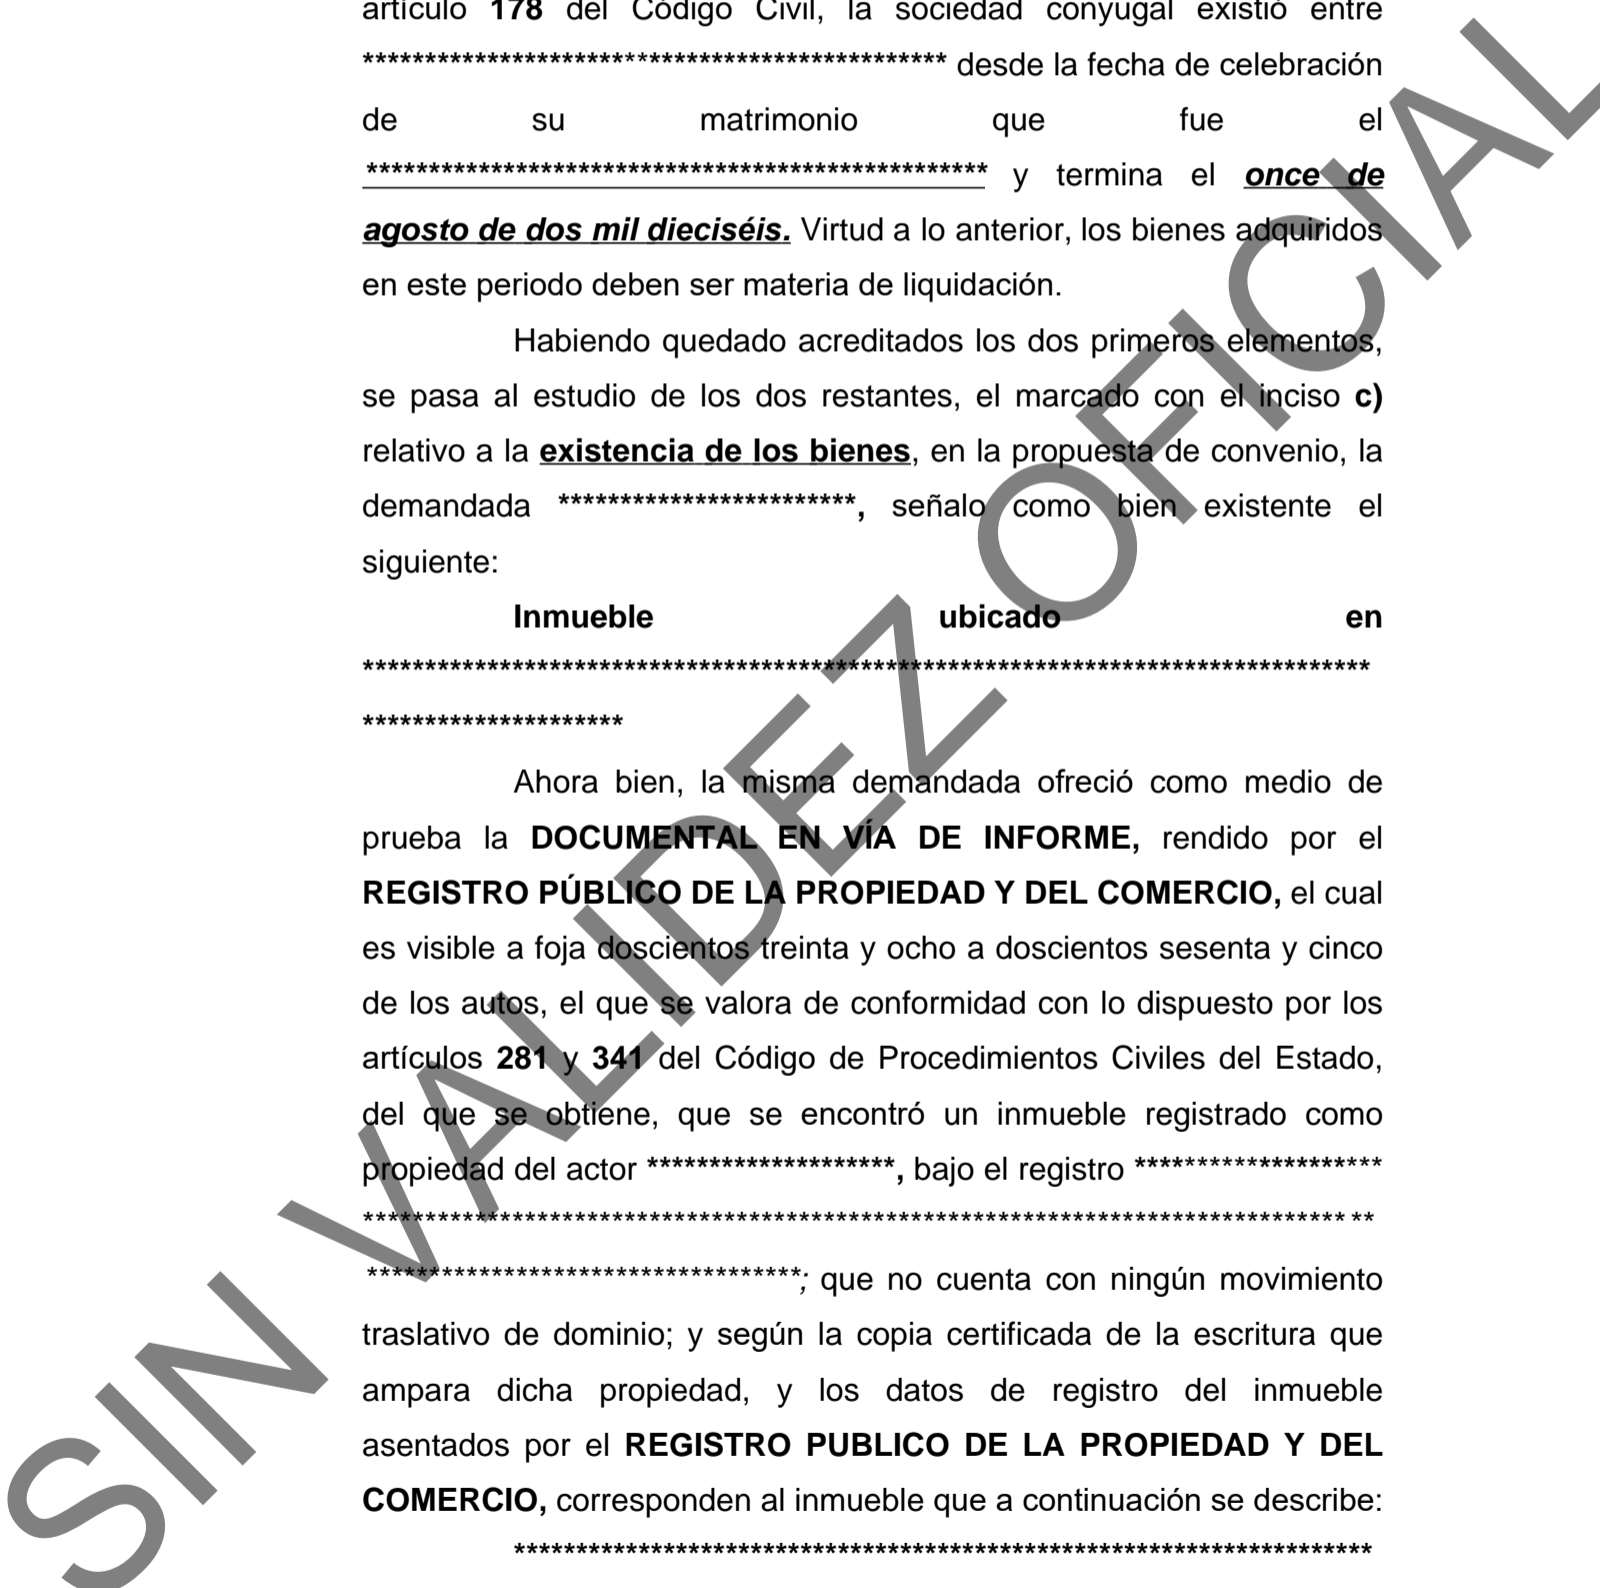 artículo 178 del Código Civil, la sociedad conyugal existió entre
*********************************************** desde la fecha de celebración
de su matrimonio que fue el
************************************************** y termina el once de
agosto de dos mil dieciséis. Virtud a lo anterior, los bienes adquiridos
en este periodo deben ser materia de liquidación.
Habiendo quedado acreditados los dos primeros elementos,
se pasa al estudio de los dos restantes, el marcado con el inciso c)
relativo a la existencia de los bienes, en la propuesta de convenio, la
demandada ************************, señalo como bien existente el
siguiente:
Inmueble ubicado en
*********************************************************************************
*********************
Ahora bien, la misma demandada ofreció como medio de
prueba la DOCUMENTAL EN VÍA DE INFORME, rendido por el
REGISTRO PÚBLICO DE LA PROPIEDAD Y DEL COMERCIO, el cual
es visible a foja doscientos treinta y ocho a doscientos sesenta y cinco
de los autos, el que se valora de conformidad con lo dispuesto por los
artículos 281 y 341 del Código de Procedimientos Civiles del Estado,
del que se obtiene, que se encontró un inmueble registrado como
propiedad del actor ********************, bajo el registro ********************
******************************************************************************* **
***********************************; que no cuenta con ningún movimiento
traslativo de dominio; y según la copia certificada de la escritura que
ampara dicha propiedad, y los datos de registro del inmueble
asentados por el REGISTRO PUBLICO DE LA PROPIEDAD Y DEL
COMERCIO, corresponden al inmueble que a continuación se describe:
*********************************************************************
SIN VALIDEZ OFICIAL